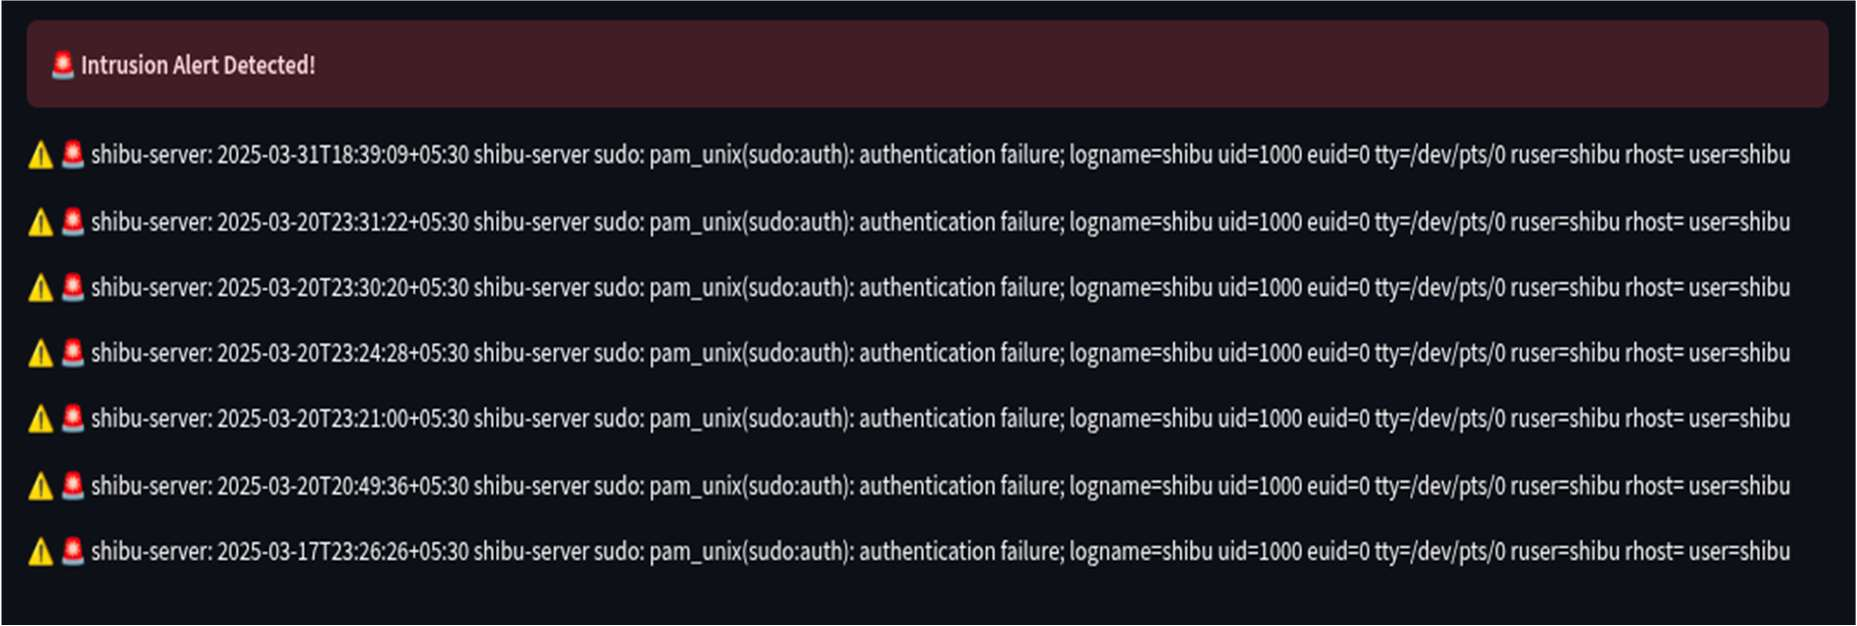 🚨 Intrusion Alert Detected!
⚠️ 🚨 shibu-server: 2025-03-31T18:39:09+05:30 shibu-server sudo: pam_unix(sudo:auth): authentication failure; logname=shibu uid=1000 euid=0 tty=/dev/pts/0 ruser=shibu rhost= user=shibu
⚠️ 🚨 shibu-server: 2025-03-20T23:31:22+05:30 shibu-server sudo: pam_unix(sudo:auth): authentication failure; logname=shibu uid=1000 euid=0 tty=/dev/pts/0 ruser=shibu rhost= user=shibu
⚠️ 🚨 shibu-server: 2025-03-20T23:30:20+05:30 shibu-server sudo: pam_unix(sudo:auth): authentication failure; logname=shibu uid=1000 euid=0 tty=/dev/pts/0 ruser=shibu rhost= user=shibu
⚠️ 🚨 shibu-server: 2025-03-20T23:24:28+05:30 shibu-server sudo: pam_unix(sudo:auth): authentication failure; logname=shibu uid=1000 euid=0 tty=/dev/pts/0 ruser=shibu rhost= user=shibu
⚠️ 🚨 shibu-server: 2025-03-20T23:21:00+05:30 shibu-server sudo: pam_unix(sudo:auth): authentication failure; logname=shibu uid=1000 euid=0 tty=/dev/pts/0 ruser=shibu rhost= user=shibu
⚠️ 🚨 shibu-server: 2025-03-20T20:49:36+05:30 shibu-server sudo: pam_unix(sudo:auth): authentication failure; logname=shibu uid=1000 euid=0 tty=/dev/pts/0 ruser=shibu rhost= user=shibu
⚠️ 🚨 shibu-server: 2025-03-17T23:26:26+05:30 shibu-server sudo: pam_unix(sudo:auth): authentication failure; logname=shibu uid=1000 euid=0 tty=/dev/pts/0 ruser=shibu rhost= user=shibu